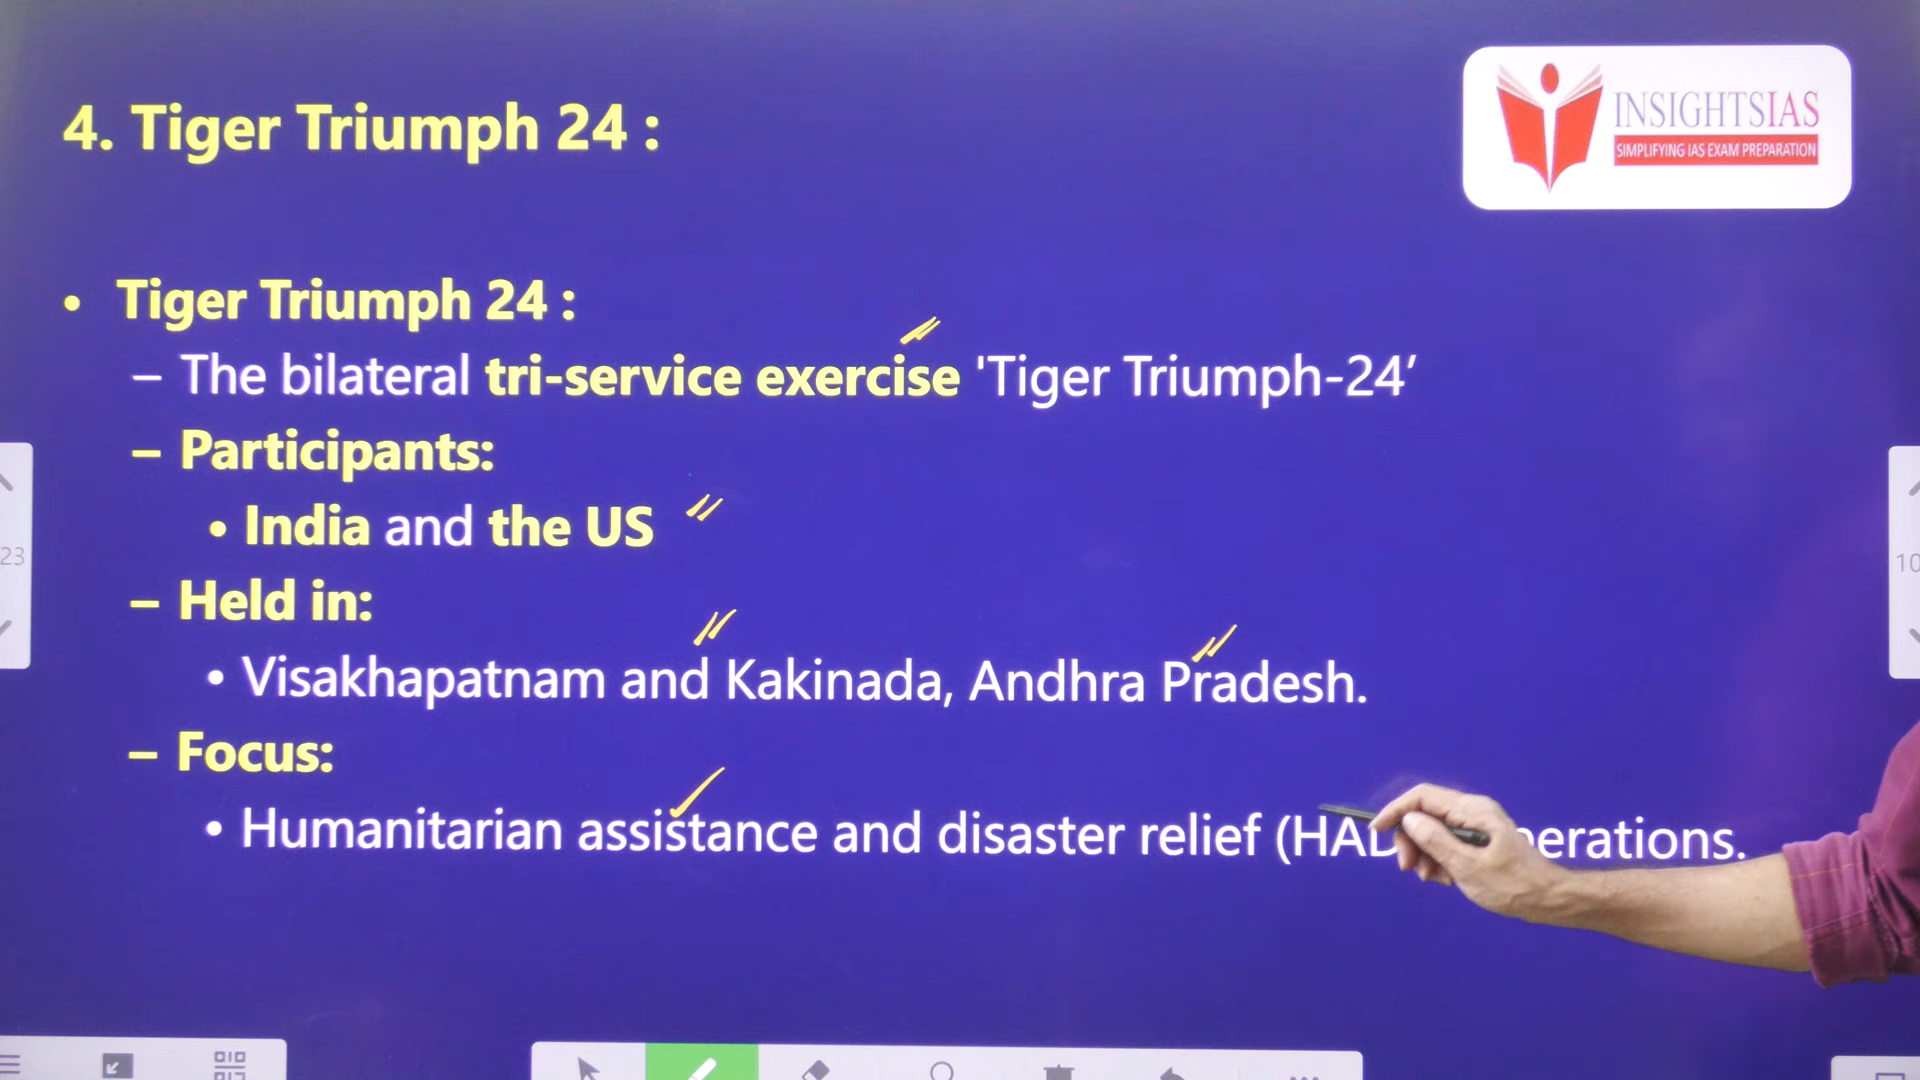 4. Tiger Triumph 24 :
INSIGHTSIAS
SIMPLIFYING IAS EXAM PREPARATION
• Tiger Triumph 24 :
– The bilateral tri-service exercise 'Tiger Triumph-24’
– Participants:
• India and the US
– Held in:
• Visakhapatnam and Kakinada, Andhra Pradesh.
– Focus:
• Humanitarian assistance and disaster relief
23
10